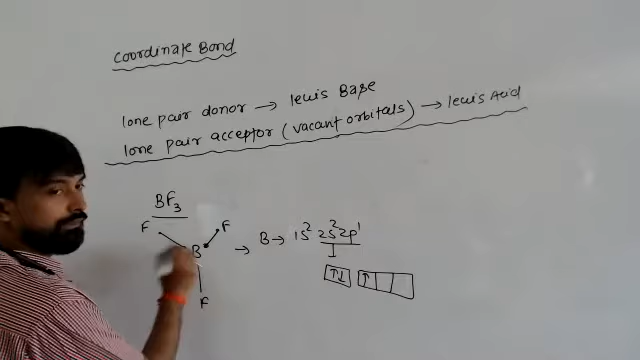 Coordinate Bond
lone pair donor → lewis Base
lone pair acceptor (vacant orbitals) → lewis Acid
BF₃
F F
B → B → 1s² 2s² 2p¹
I
↑↓ ↑
F